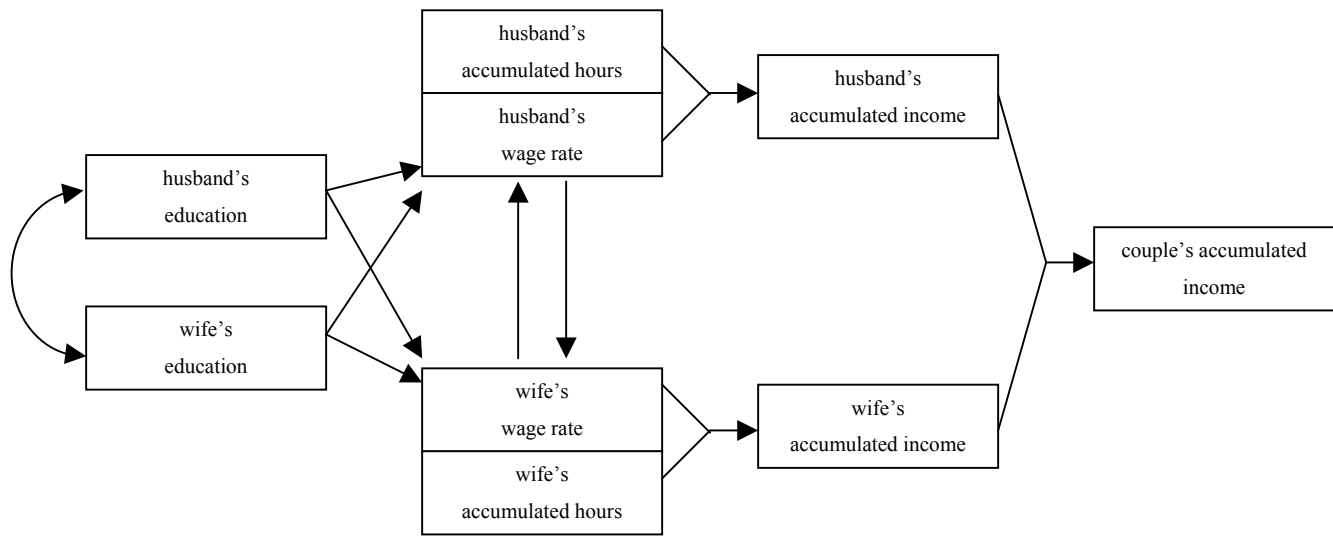 husband’s
accumulated hours
husband’s
wage rate
husband’s
accumulated income
husband’s
education
couple’s accumulated
income
wife’s
education
wife’s
wage rate
wife’s
accumulated hours
wife’s
accumulated income